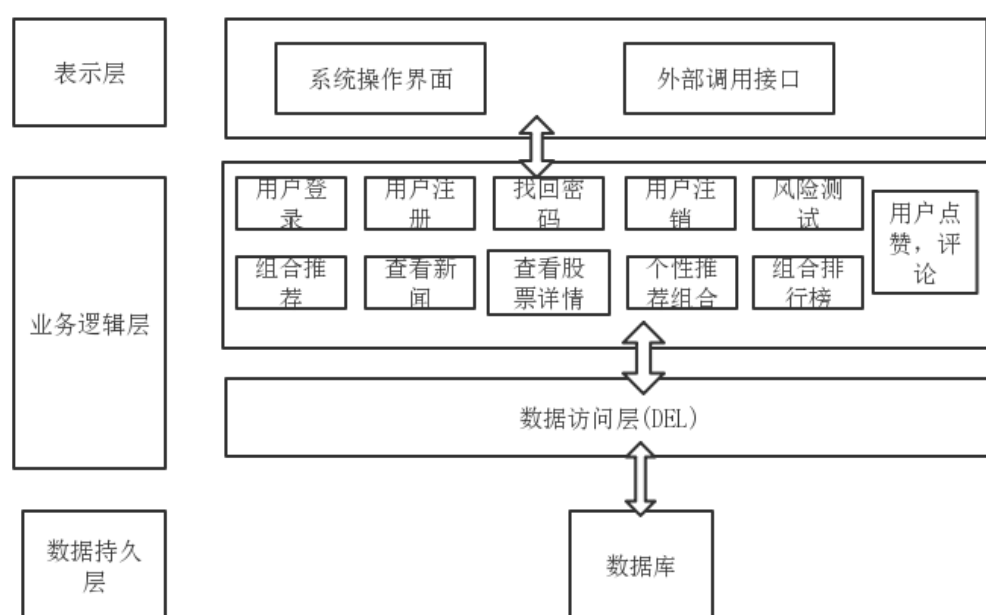 表示层
系统操作界面
外部调用接口
用户登
录
用户注
册
找回密
码
用户注
销
风险测
试
用户点
赞，评
论
组合推
荐
查看新
闻
查看股
票详情
个性推
荐组合
组合排
行榜
业务逻辑层
数据访问层(DEL)
数据持久
层
数据库